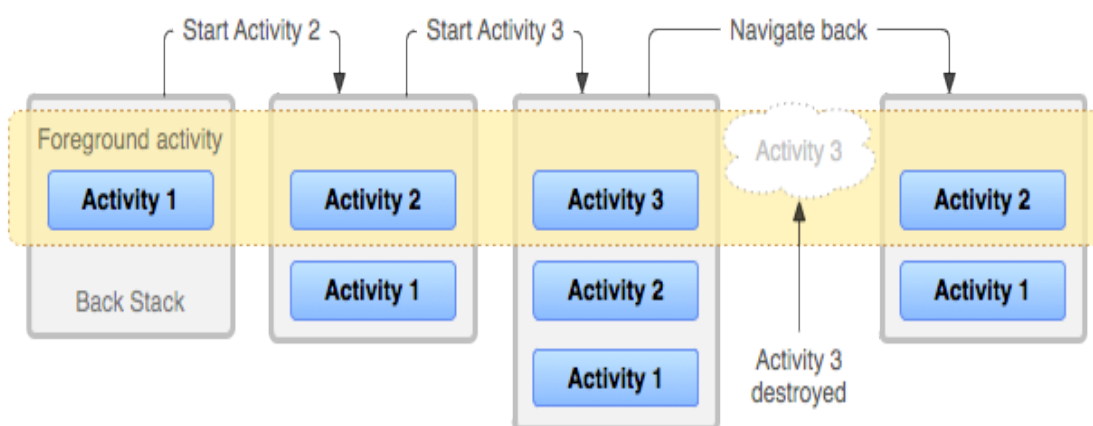 Start Activity 2
Start Activity 3
Navigate back
Foreground activity
Activity 1
Back Stack
Activity 2
Activity 1
Activity 3
Activity 2
Activity 1
Activity 3
Activity 3
destroyed
Activity 2
Activity 1